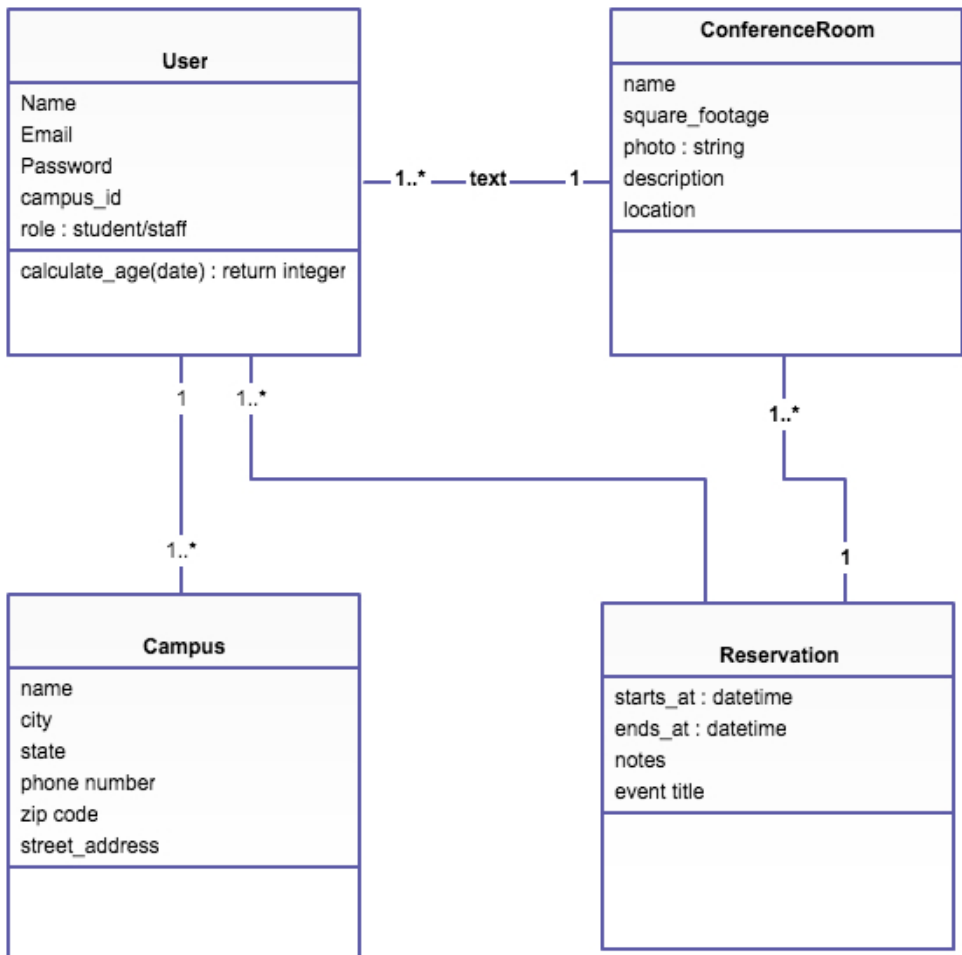 User
Name
Email
Password
campus_id
role : student/staff
calculate_age(date) : return integer
1..* text 1
ConferenceRoom
name
square_footage
photo : string
description
location
1
1..*
1..*
1..*
1
Campus
name
city
state
phone number
zip code
street_address
Reservation
starts_at : datetime
ends_at : datetime
notes
event title